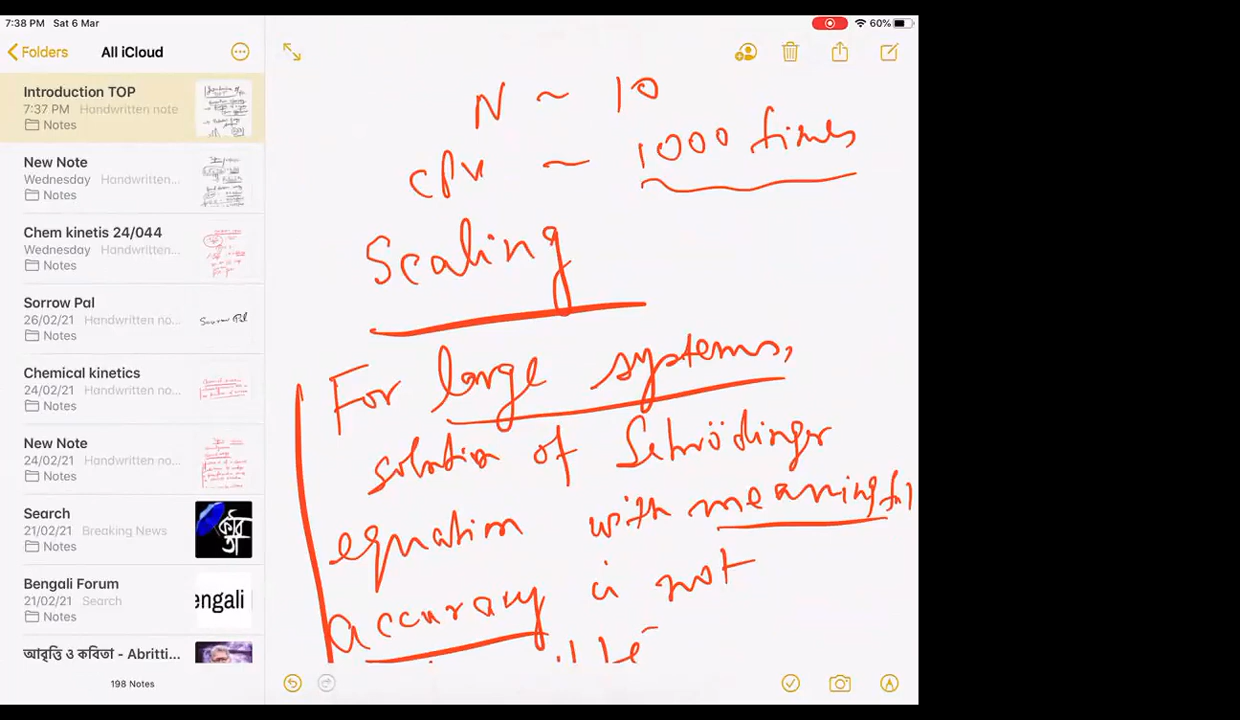 7:38 PM Sat 6 Mar
60%
Folders
All iCloud
Introduction TOP
7:37 PM Handwritten note
Notes
New Note
Wednesday Handwritten...
Notes
Chem kinetis 24/044
Wednesday Handwritten...
Notes
Sorrow Pal
26/02/21 Handwritten no...
Notes
Chemical kinetics
24/02/21 Handwritten no...
Notes
New Note
24/02/21 Handwritten no...
Notes
Search
21/02/21 Breaking News
Notes
Bengali Forum
21/02/21 Search
Notes
আবৃত্তি ও কবিতা - Abritti...
198 Notes
N ~ 10
CPU ~ 1000 times
Scaling
For large systems,
solution of Schrödinger
equation with meaningful
accuracy is not